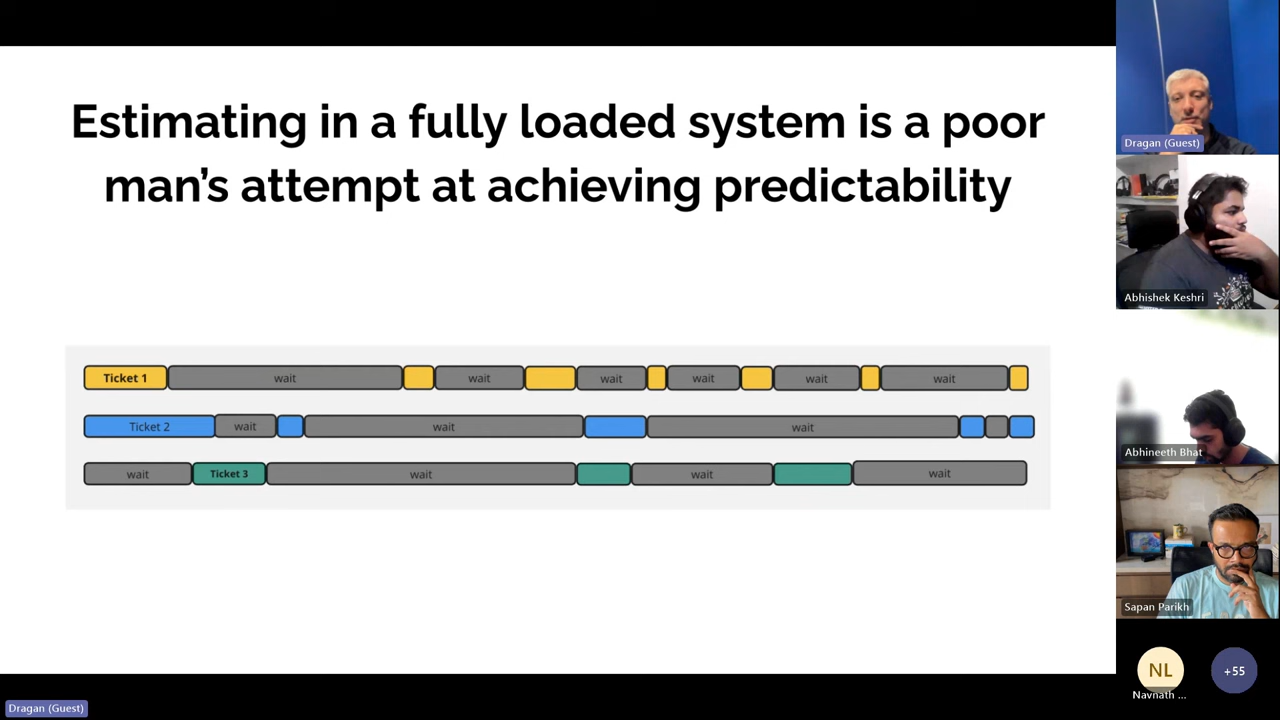 Estimating in a fully loaded system is a poor
man's attempt at achieving predictability
Ticket 1 wait wait wait wait wait wait
Ticket 2 wait wait wait
wait Ticket 3 wait wait wait
Dragan (Guest)
Abhishek Keshri
Abhineeth Bhat
Sapan Parikh
NL +55
Navnath ...
Dragan (Guest)